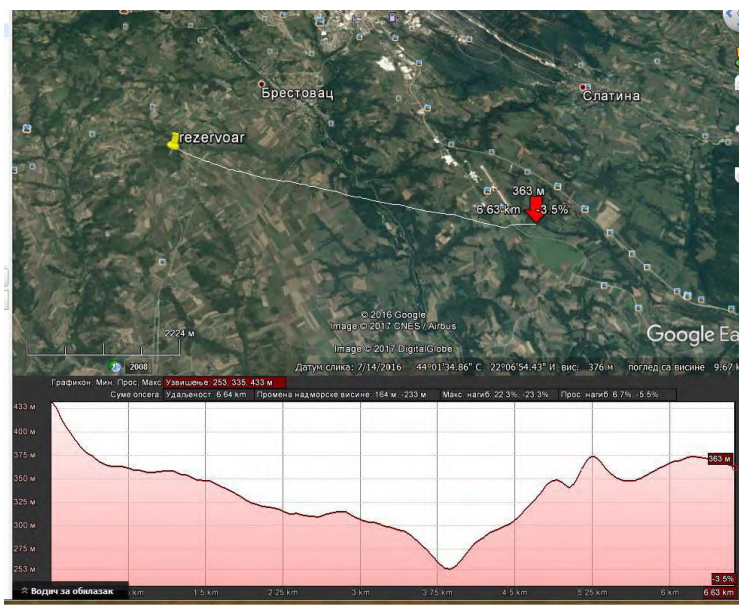 Брестовац
Слатина
rezervoar
363 м
6.63 km -3.5%
© 2016 Google
Image © 2017 CNES / Airbus
2224 м
Image © 2017 DigitalGlobe
Google Ea
2008
Датум слика: 7/14/2016 44°01'34.86" С 22°06'54.43" И вис. 376 м поглед са висине 9.67 k
Графикон: Мин, Прос, Макс Узвишење: 253, 335, 433 м
Суме опсега: Удаљеност: 6.64 km Промена надморске висине: 164 м, -233 м Макс. нагиб: 22.3%, -23.3% Прос. нагиб: 6.7%, -5.5%
433 м
400 м
375 м
363 м
350 м
325 м
300 м
275 м
253 м
-3.5%
Водич за обилазак km 1.5 km 2.25 km 3 km 3.75 km 4.5 km 5.25 km 6 km 6.63 km